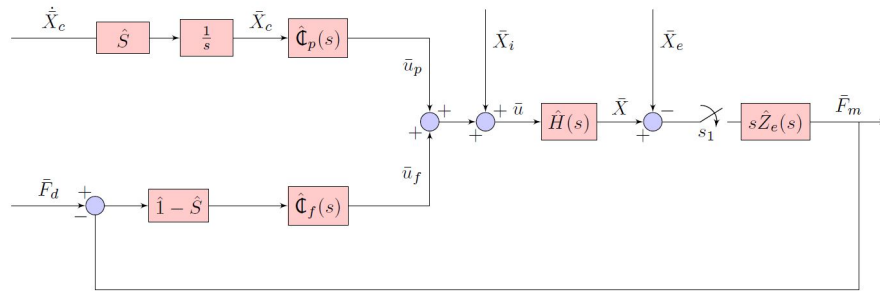 Ẋ̄_c
Ŝ
1/s
X̄_c
ℂ̂_p(s)
X̄_i
X̄_e
ū_p
+
+
+
+
ū
Ĥ(s)
X̄
−
+
s_1
sẐ_e(s)
F̄_m
F̄_d
+
−
1̂ − Ŝ
ℂ̂_f(s)
ū_f